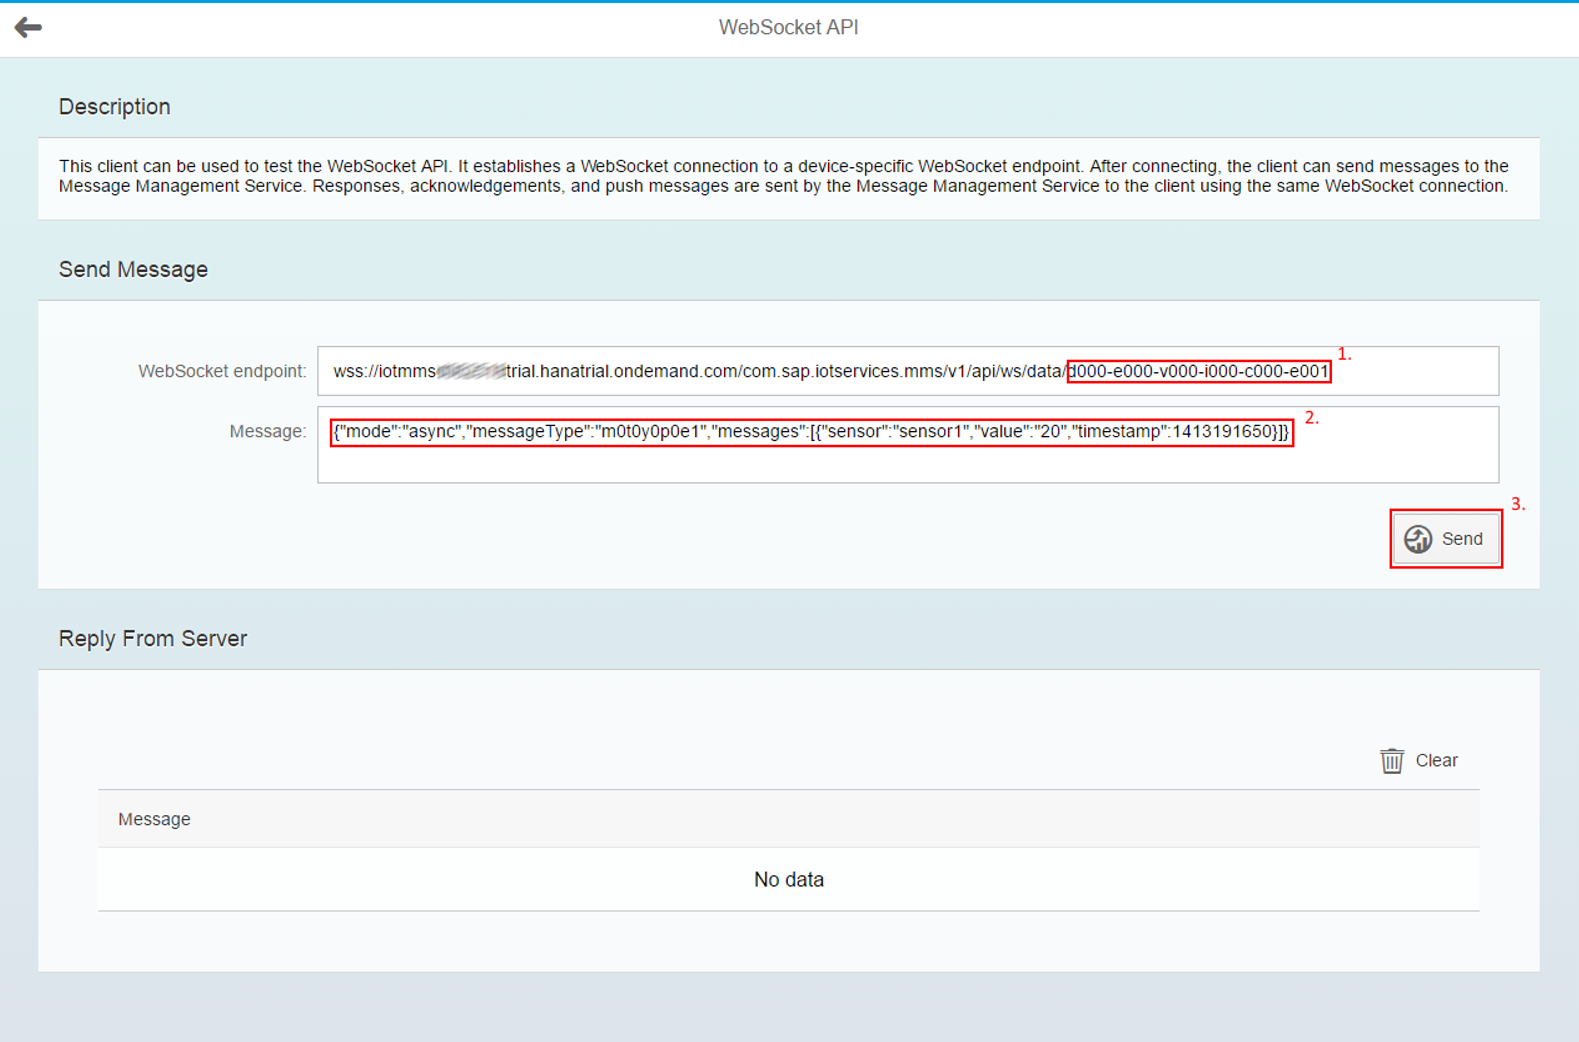 WebSocket API
Description
This client can be used to test the WebSocket API. It establishes a WebSocket connection to a device-specific WebSocket endpoint. After connecting, the client can send messages to the
Message Management Service. Responses, acknowledgements, and push messages are sent by the Message Management Service to the client using the same WebSocket connection.
Send Message
1.
WebSocket endpoint: wss://iotmms trial.hanatrial.ondemand.com/com.sap.iotservices.mms/v1/api/ws/data/d000-e000-v000-i000-c000-e001
2.
Message: {"mode":"async","messageType":"m0t0y0p0e1","messages":[{"sensor":"sensor1","value":"20","timestamp":1413191650}]}
3.
Send
Reply From Server
Clear
Message
No data